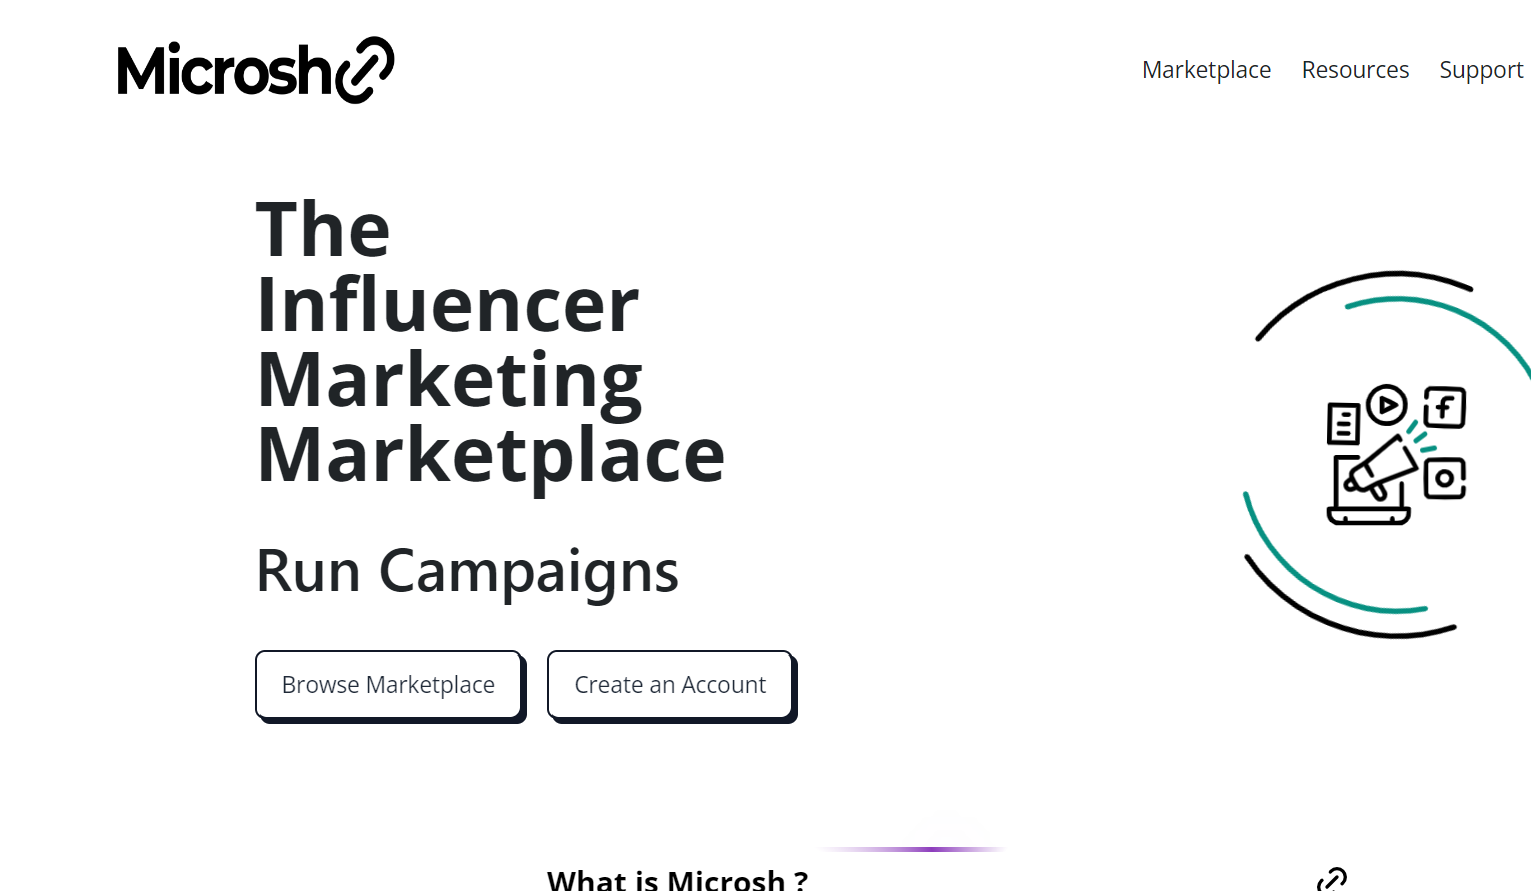 Microsh
Marketplace Resources Support
The
Influencer
Marketing
Marketplace
Run Campaigns
Browse Marketplace Create an Account
What is Microsh ?